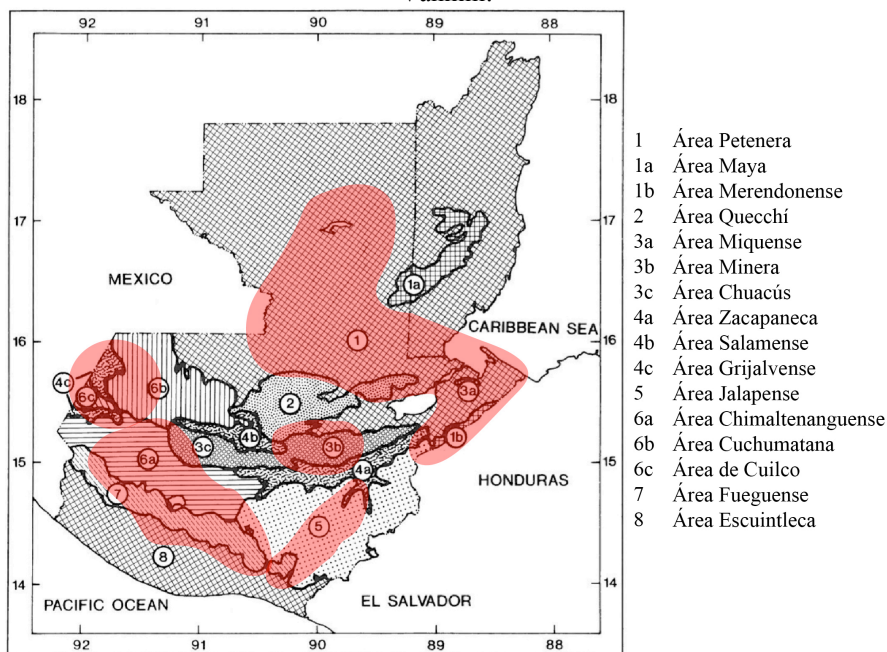 92 91 90 89 88
18 18
17 17
MEXICO
1a
CARIBBEAN SEA
16 1 16
4c 6c 6b 2 3a
4b 3c 3b 1b
15 6a 4a 15
HONDURAS
7 5
8
14 14
PACIFIC OCEAN EL SALVADOR
92 91 90 89 88
1 Área Petenera
1a Área Maya
1b Área Merendonense
2 Área Quecchí
3a Área Miquense
3b Área Minera
3c Área Chuacús
4a Área Zacapaneca
4b Área Salamense
4c Área Grijalvense
5 Área Jalapense
6a Área Chimaltenanguense
6b Área Cuchumatana
6c Área de Cuilco
7 Área Fueguense
8 Área Escuintleca